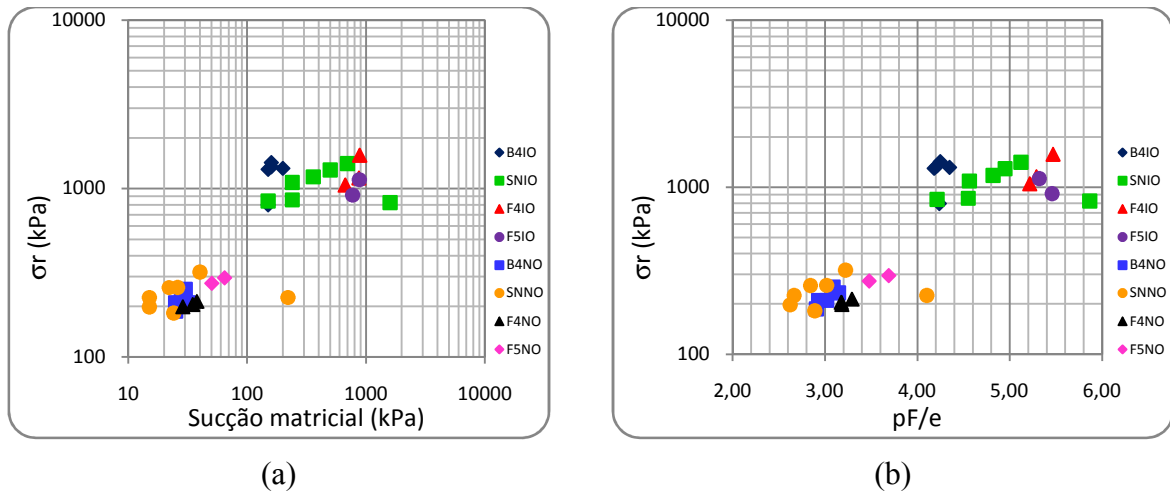 10000
1000
100
σr (kPa)
10 100 1000 10000
Sucção matricial (kPa)
B4IO
SNIO
F4IO
F5IO
B4NO
SNNO
F4NO
F5NO
(a)
10000
1000
100
σr (kPa)
2,00 3,00 4,00 5,00 6,00
pF/e
B4IO
SNIO
F4IO
F5IO
B4NO
SNNO
F4NO
F5NO
(b)